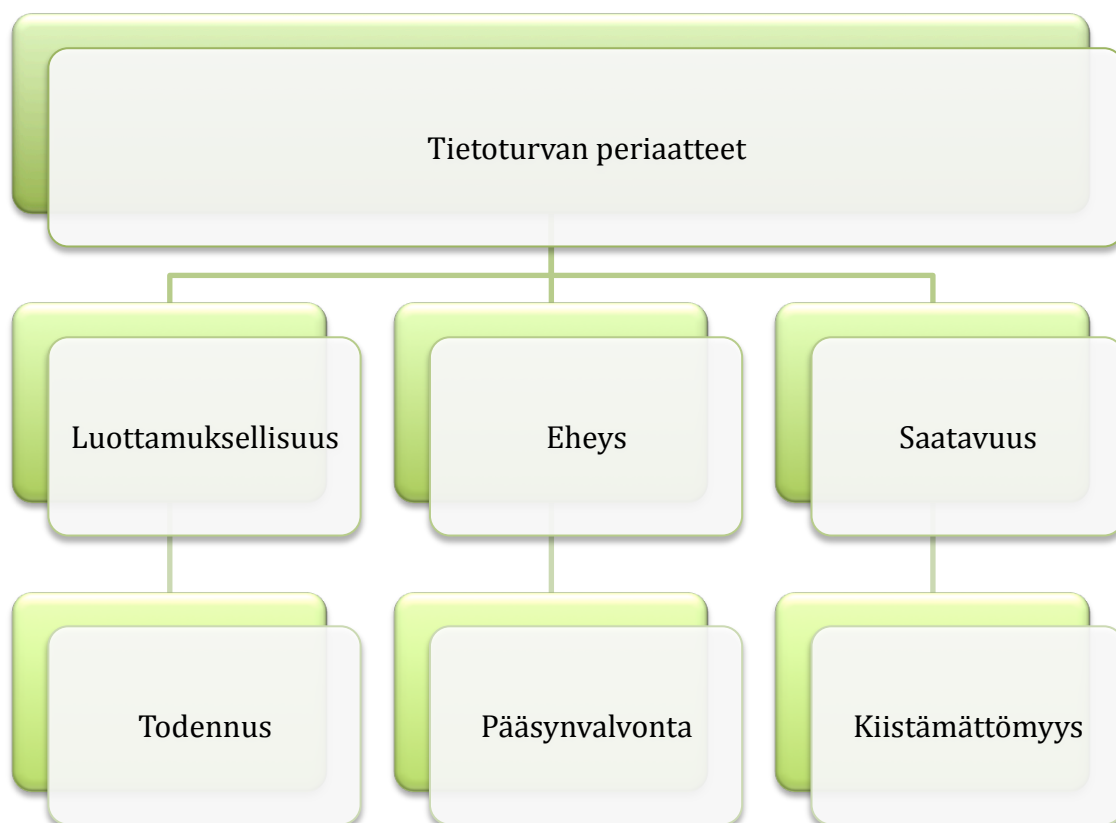 Tietoturvan periaatteet
Luottamuksellisuus
Eheys
Saatavuus
Todennus
Pääsynvalvonta
Kiistämättömyys